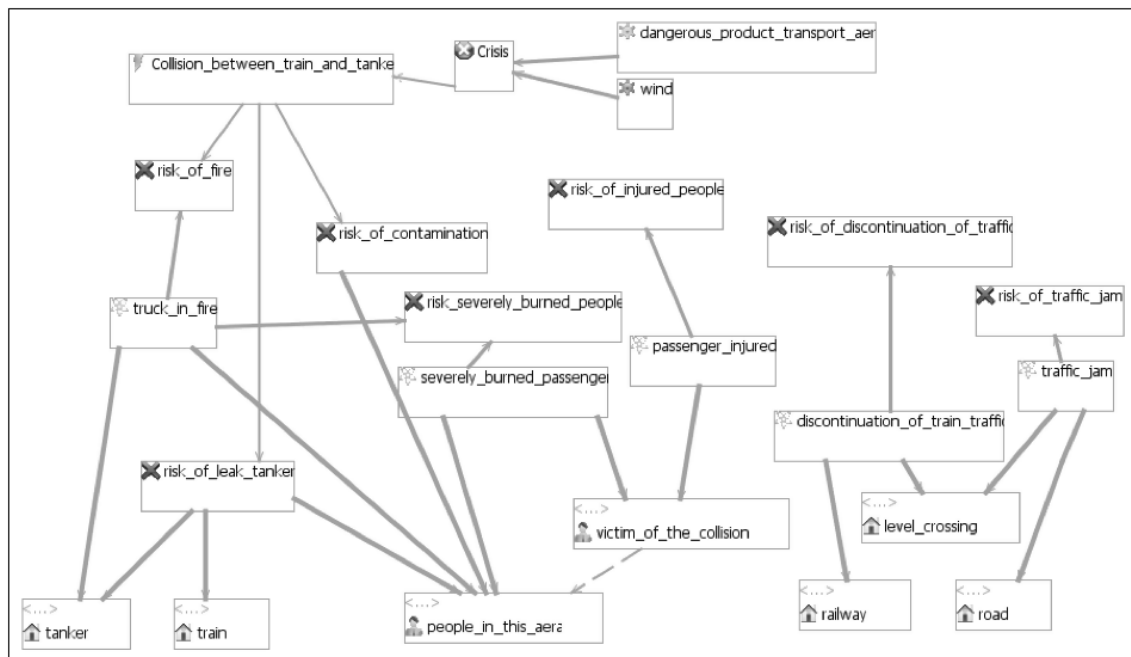 dangerous_product_transport_aer
Crisis
Collision_between_train_and_tanke
wind
risk_of_fire
risk_of_injured_people
risk_of_contamination
risk_of_discontinuation_of_traffic
truck_in_fire
risk_severely_burned_people
risk_of_traffic_jam
passenger_injured
severely_burned_passenger
traffic_jam
discontinuation_of_train_traffic
risk_of_leak_tanker
<...>
victim_of_the_collision
<...>
level_crossing
<...>
tanker
<...>
train
<...>
people_in_this_aera
<...>
railway
<...>
road